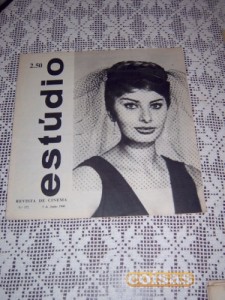 2.50
estúdio
REVISTA DE CINEMA
coisas